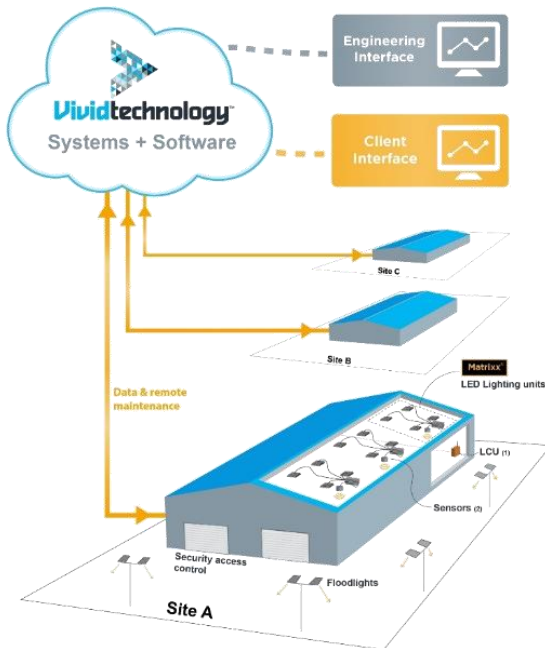 Engineering
Interface
Vividtechnology™
Systems + Software
Client
Interface
Site C
Site B
Matrixx®
LED Lighting units
Data & remote
maintenance
LCU (1)
Sensors (2)
Security access
control
Floodlights
Site A